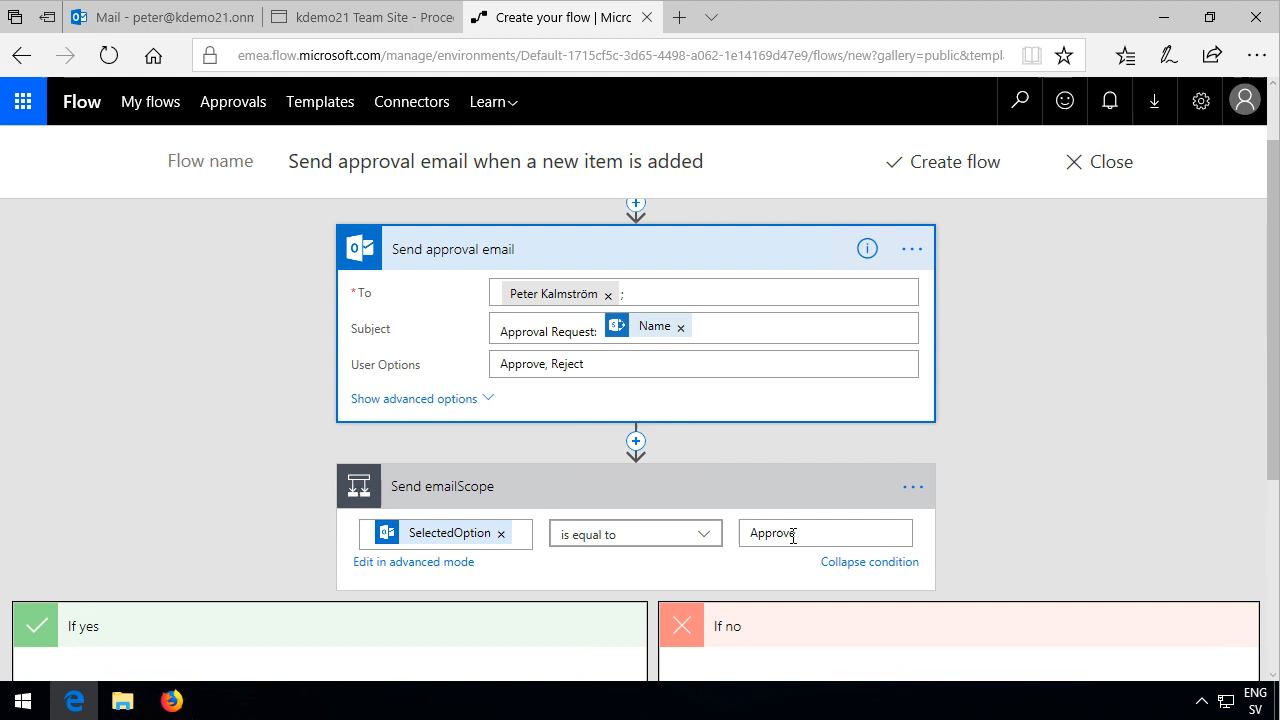 Mail - peter@kdemo21.onm
kdemo21 Team Site - Proce
Create your flow | Micro
emea.flow.microsoft.com/manage/environments/Default-1715cf5c-3d65-4498-a062-1e14169d47e9/flows/new?gallery=public&templ
Flow
My flows
Approvals
Templates
Connectors
Learn
Flow name
Send approval email when a new item is added
Create flow
Close
Send approval email
* To
Peter Kalmström ;
Subject
Approval Request: Name
User Options
Approve, Reject
Show advanced options
Send emailScope
SelectedOption
is equal to
Approve
Edit in advanced mode
Collapse condition
If yes
If no
ENG
SV